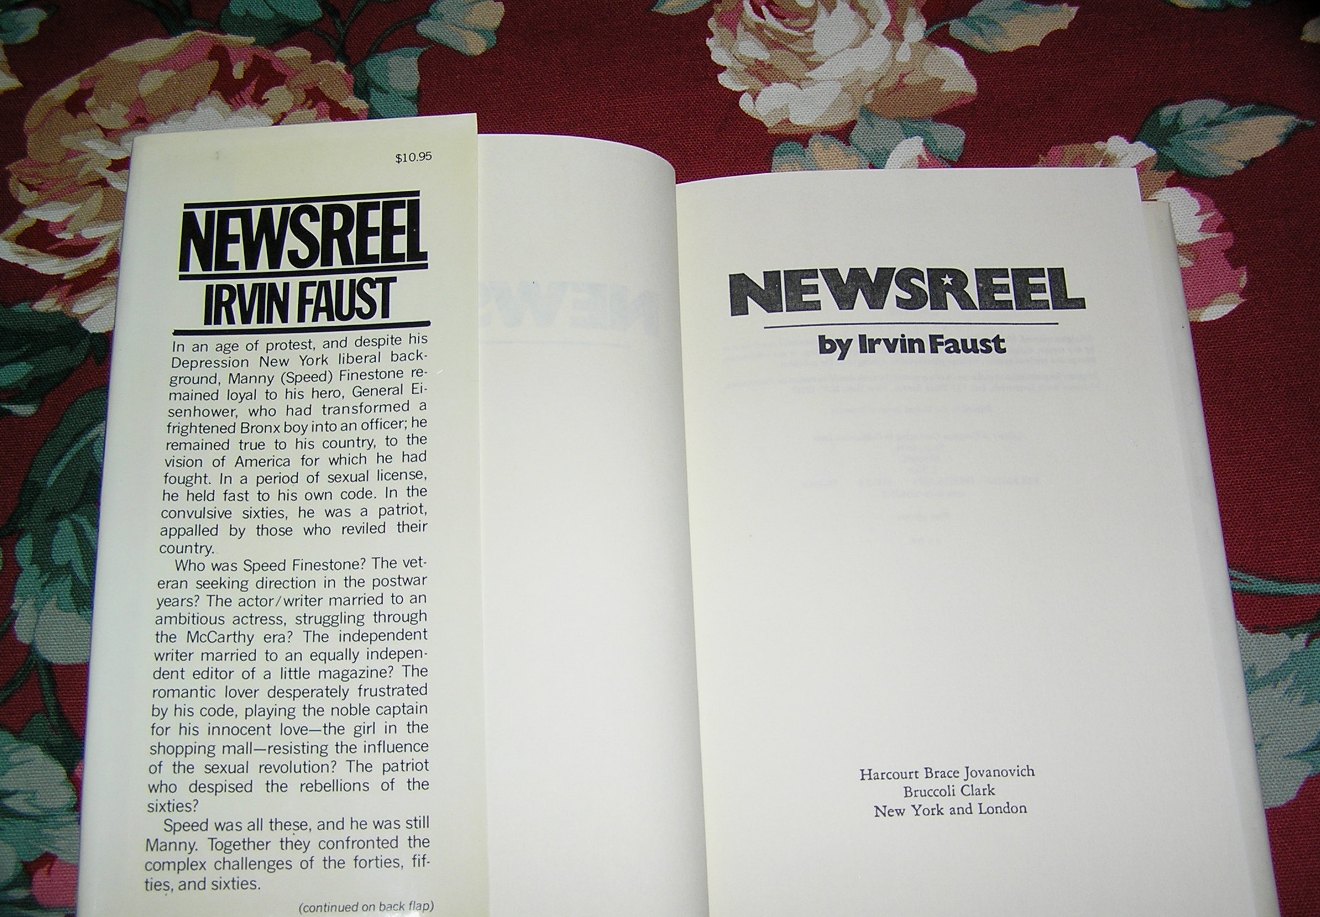 $10.95
NEWSREEL
IRVIN FAUST
In an age of protest, and despite his
Depression New York liberal back-
ground, Manny (Speed) Finestone re-
mained loyal to his hero, General Ei-
senhower, who had transformed a
frightened Bronx boy into an officer; he
remained true to his country, to the
vision of America for which he had
fought. In a period of sexual license,
he held fast to his own code. In the
convulsive sixties, he was a patriot,
appalled by those who reviled their
country.
Who was Speed Finestone? The vet-
eran seeking direction in the postwar
years? The actor/writer married to an
ambitious actress, struggling through
the McCarthy era? The independent
writer married to an equally indepen-
dent editor of a little magazine? The
romantic lover desperately frustrated
by his code, playing the noble captain
for his innocent love—the girl in the
shopping mall—resisting the influence
of the sexual revolution? The patriot
who despised the rebellions of the
sixties?
Speed was all these, and he was still
Manny. Together they confronted the
complex challenges of the forties, fif-
ties, and sixties.
(continued on back flap)
NEWSREEL
by Irvin Faust
Harcourt Brace Jovanovich
Bruccoli Clark
New York and London